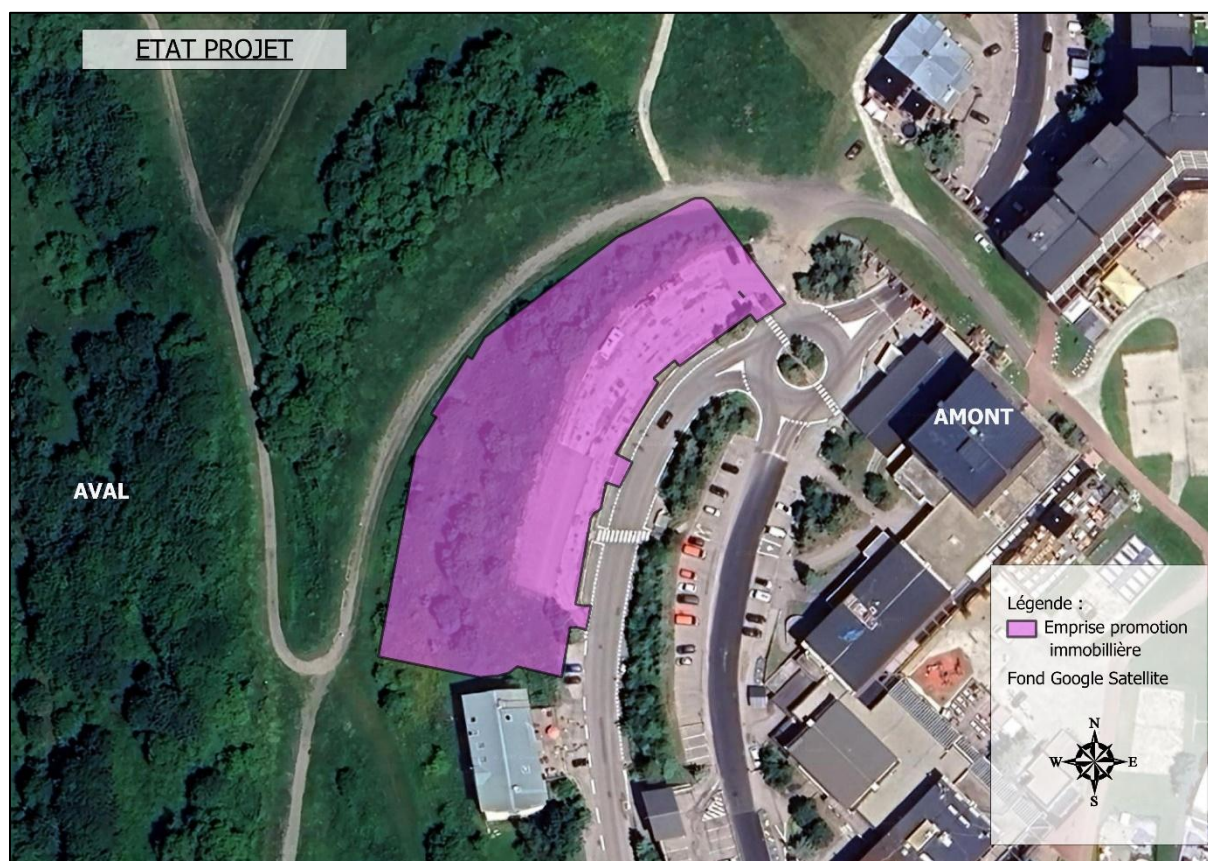 ETAT PROJET
AMONT
AVAL
Légende :
Emprise promotion
immobillière
Fond Google Satellite
N
W
E
S